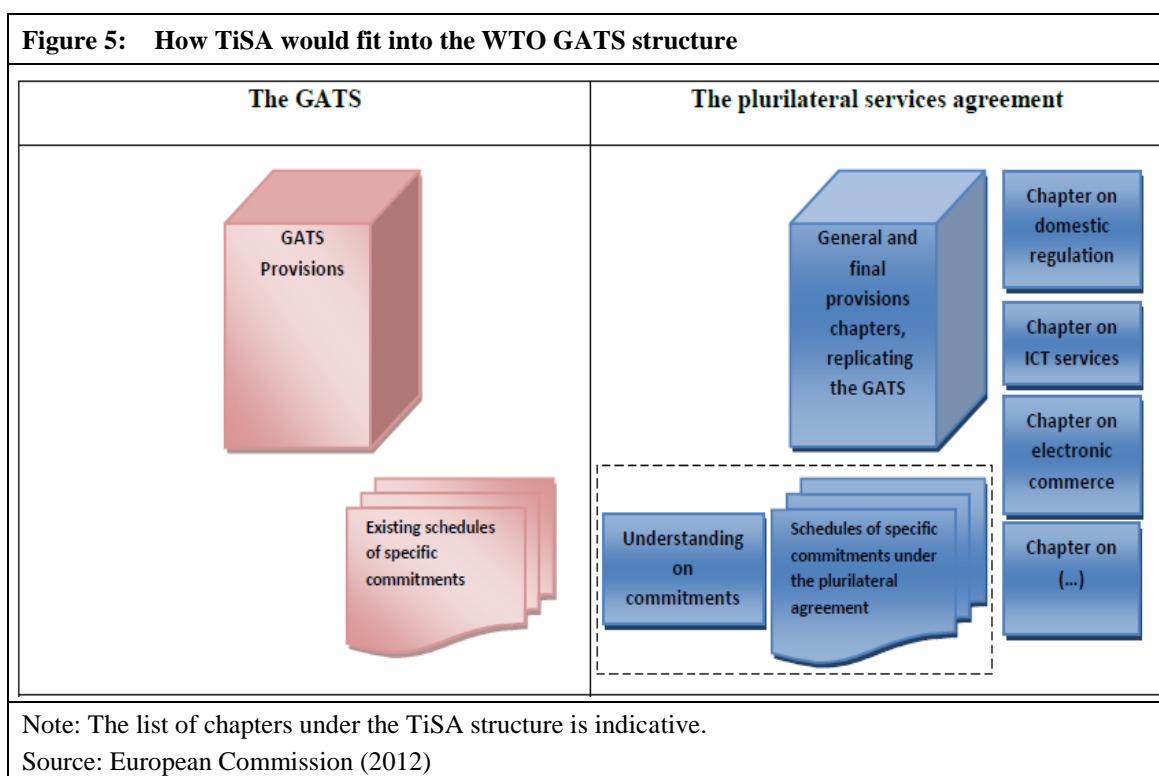 Figure 5: How TiSA would fit into the WTO GATS structure
The GATS
The plurilateral services agreement
GATS
Provisions
Existing schedules
of specific
commitments
General and
final
provisions
chapters,
replicating
the GATS
Understanding
on
commitments
Schedules of specific
commitments under
the plurilateral
agreement
Chapter on
domestic
regulation
Chapter on
ICT services
Chapter on
electronic
commerce
Chapter on
(...)
Note: The list of chapters under the TiSA structure is indicative.
Source: European Commission (2012)